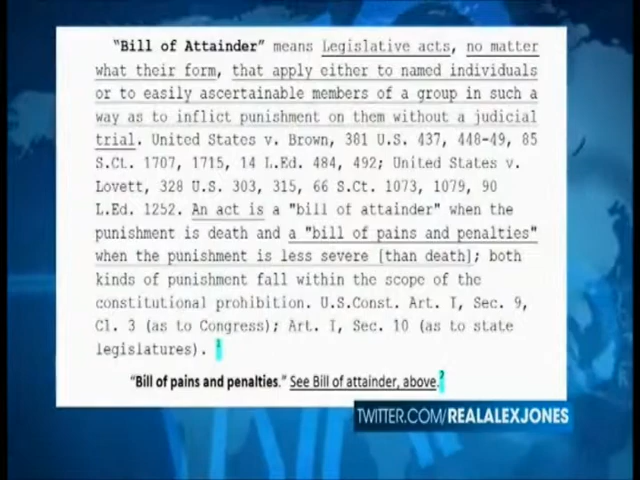 "Bill of Attainder" means Legislative acts, no matter
what their form, that apply either to named individuals
or to easily ascertainable members of a group in such a
way as to inflict punishment on them without a judicial
trial. United States v. Brown, 381 U.S. 437, 448-49, 85
S.Ct. 1707, 1715, 14 L.Ed. 484, 492; United States v.
Lovett, 328 U.S. 303, 315, 66 S.Ct. 1073, 1079, 90
L.Ed. 1252. An act is a "bill of attainder" when the
punishment is death and a "bill of pains and penalties"
when the punishment is less severe [than death]; both
kinds of punishment fall within the scope of the
constitutional prohibition. U.S.Const. Art. I, Sec. 9,
Cl. 3 (as to Congress); Art. I, Sec. 10 (as to state
legislatures). 1
"Bill of pains and penalties." See Bill of attainder, above.2
TWITTER.COM/REALALEXJONES